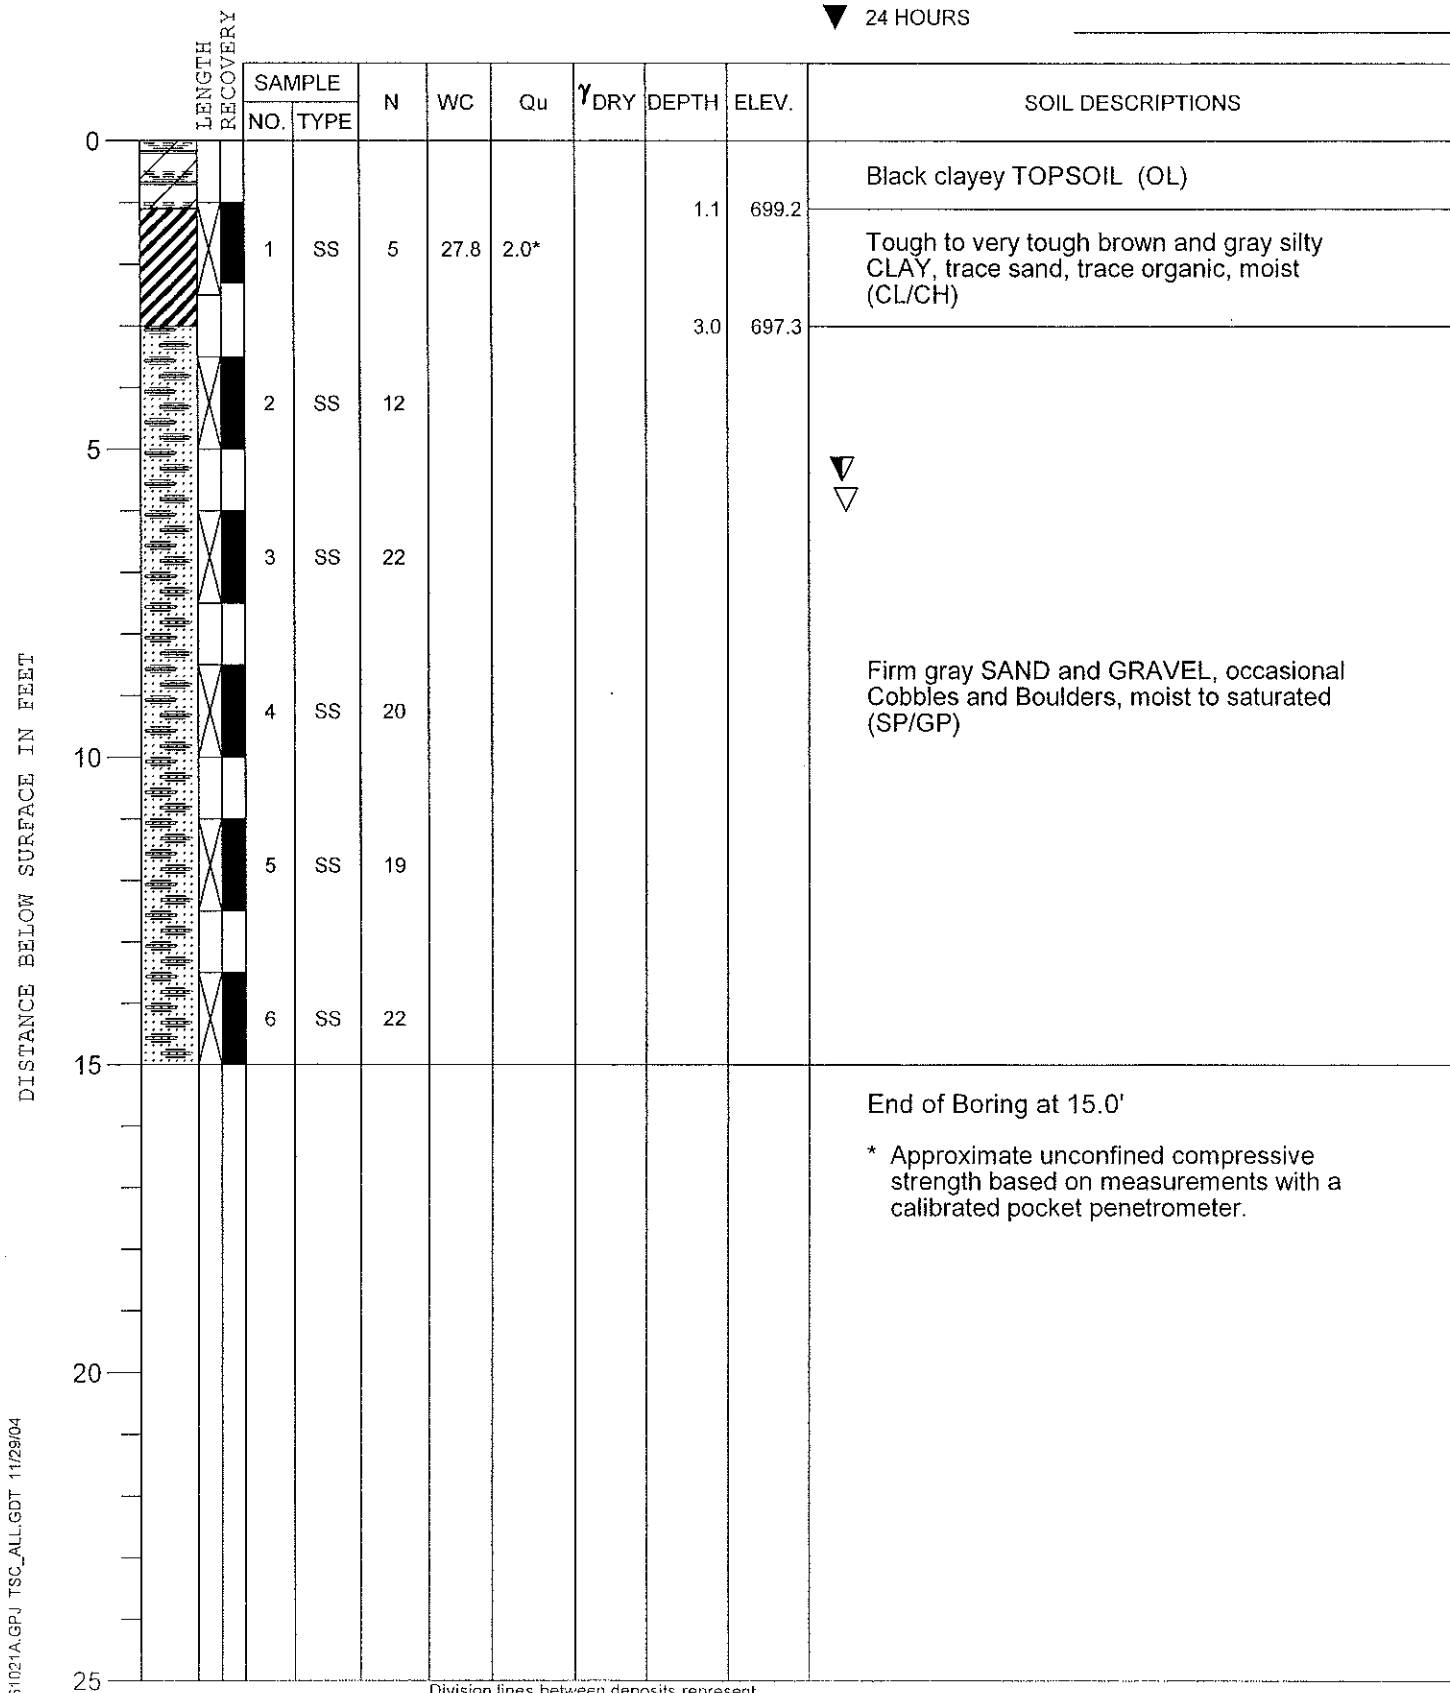 24 HOURS
LENGTH
RECOVERY
SAMPLE
NO. TYPE N WC Qu γDRY DEPTH ELEV. SOIL DESCRIPTIONS
0
Black clayey TOPSOIL (OL)
1.1 699.2
1 SS 5 27.8 2.0*
Tough to very tough brown and gray silty
CLAY, trace sand, trace organic, moist
(CL/CH)
3.0 697.3
2 SS 12
5
3 SS 22
Firm gray SAND and GRAVEL, occasional
Cobbles and Boulders, moist to saturated
(SP/GP)
4 SS 20
10
5 SS 19
6 SS 22
15
End of Boring at 15.0'
* Approximate unconfined compressive
strength based on measurements with a
calibrated pocket penetrometer.
20
25
DISTANCE BELOW SURFACE IN FEET
61021A.GPJ TSC_ALL.GDT 11/29/04
Division lines between deposits represent